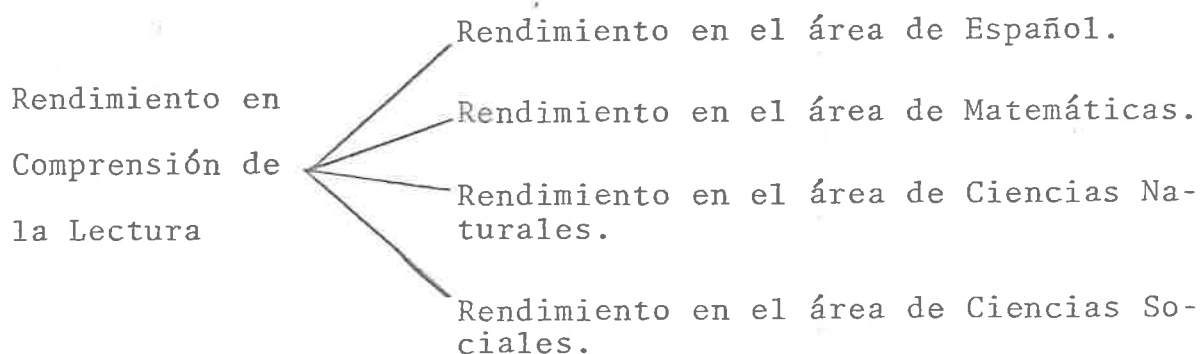 Rendimiento en
Comprensión de
la Lectura
Rendimiento en el área de Español.
Rendimiento en el área de Matemáticas.
Rendimiento en el área de Ciencias Na-
turales.
Rendimiento en el área de Ciencias So-
ciales.